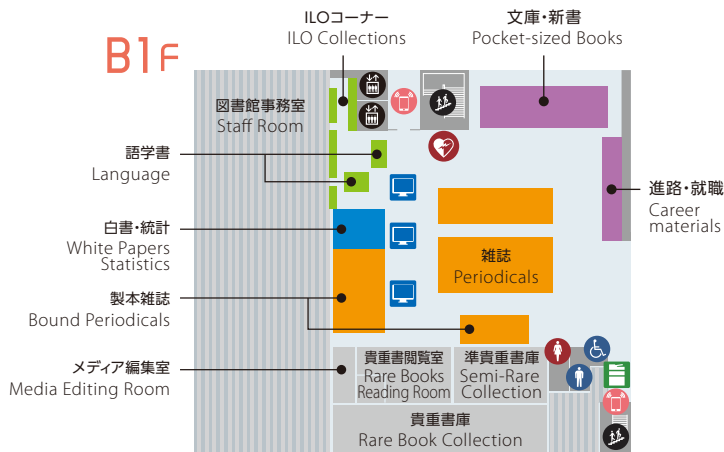 B1F
ILOコーナー
ILO Collections
文庫・新書
Pocket-sized Books
図書館事務室
Staff Room
語学書
Language
白書・統計
White Papers
Statistics
製本雑誌
Bound Periodicals
雑誌
Periodicals
進路・就職
Career
materials
メディア編集室
Media Editing Room
貴重書閲覧室
Rare Books
Reading Room
準貴重書庫
Semi-Rare
Collection
貴重書庫
Rare Book Collection